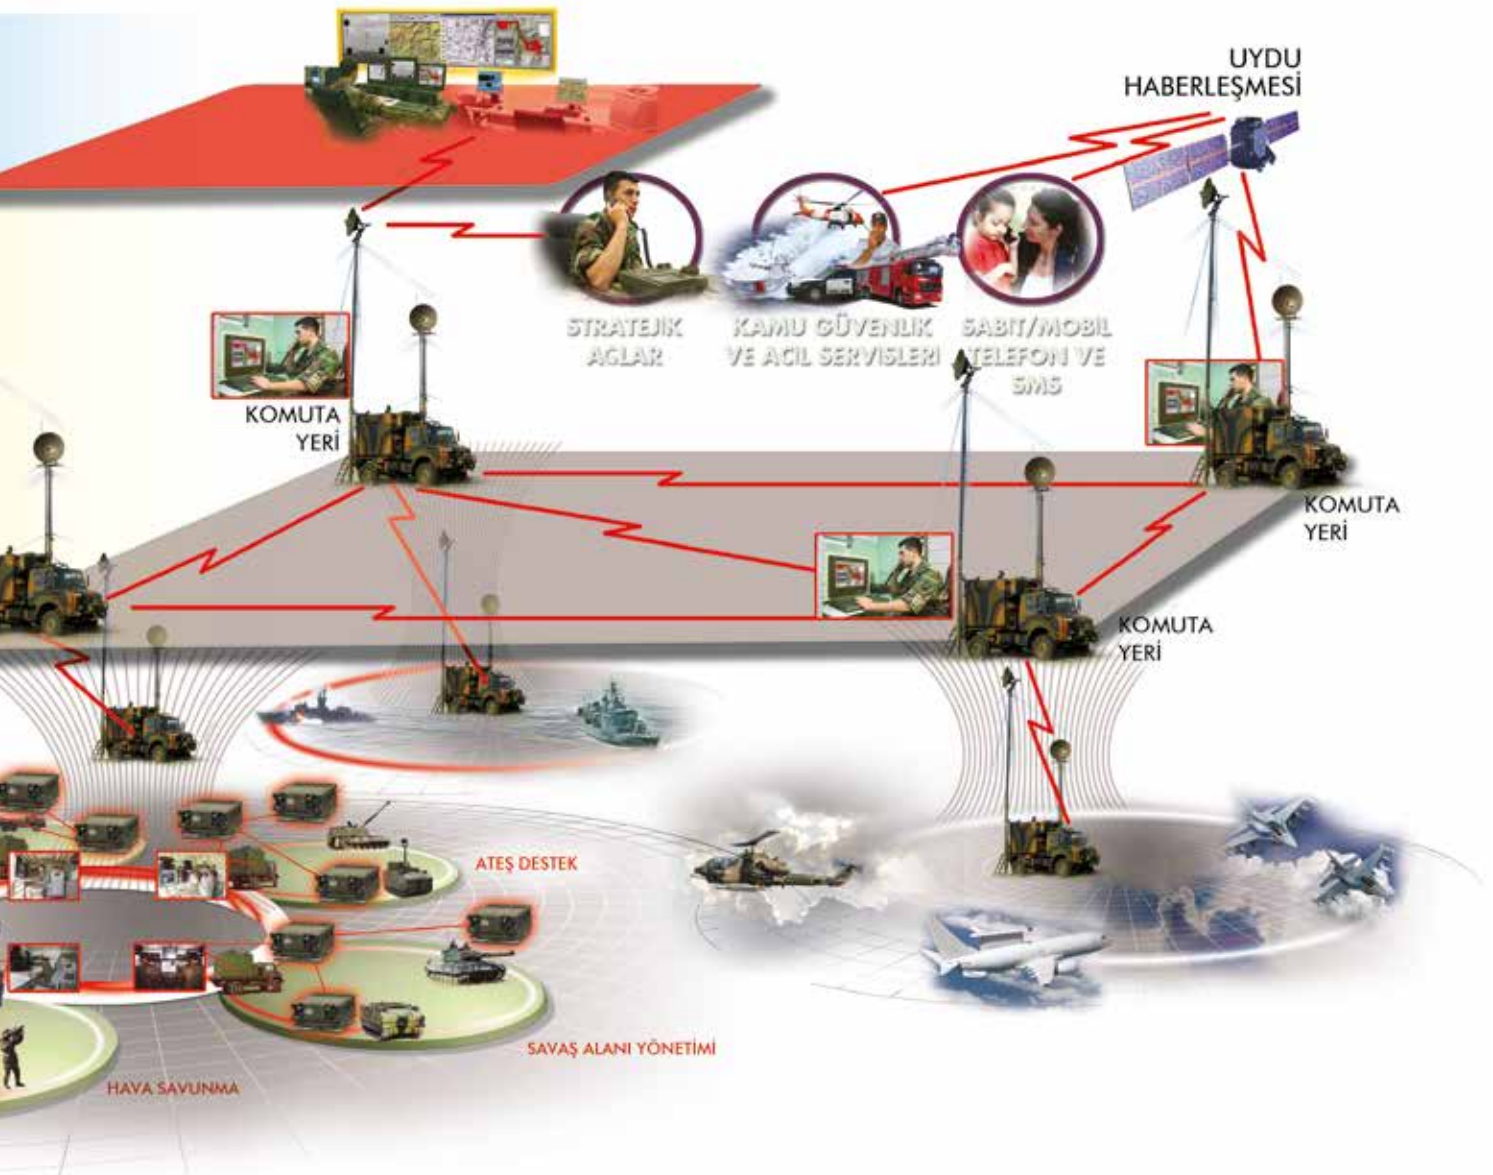 UYDU
HABERLEŞMESİ
STRATEJİK
AĞLAR
KAMU GÜVENLİK
VE ACİL SERVİSLERİ
SABİT/MOBİL
TELEFON VE
SMS
KOMUTA
YERİ
KOMUTA
YERİ
KOMUTA
YERİ
ATEŞ DESTEK
SAVAŞ ALANI YÖNETİMİ
HAVA SAVUNMA